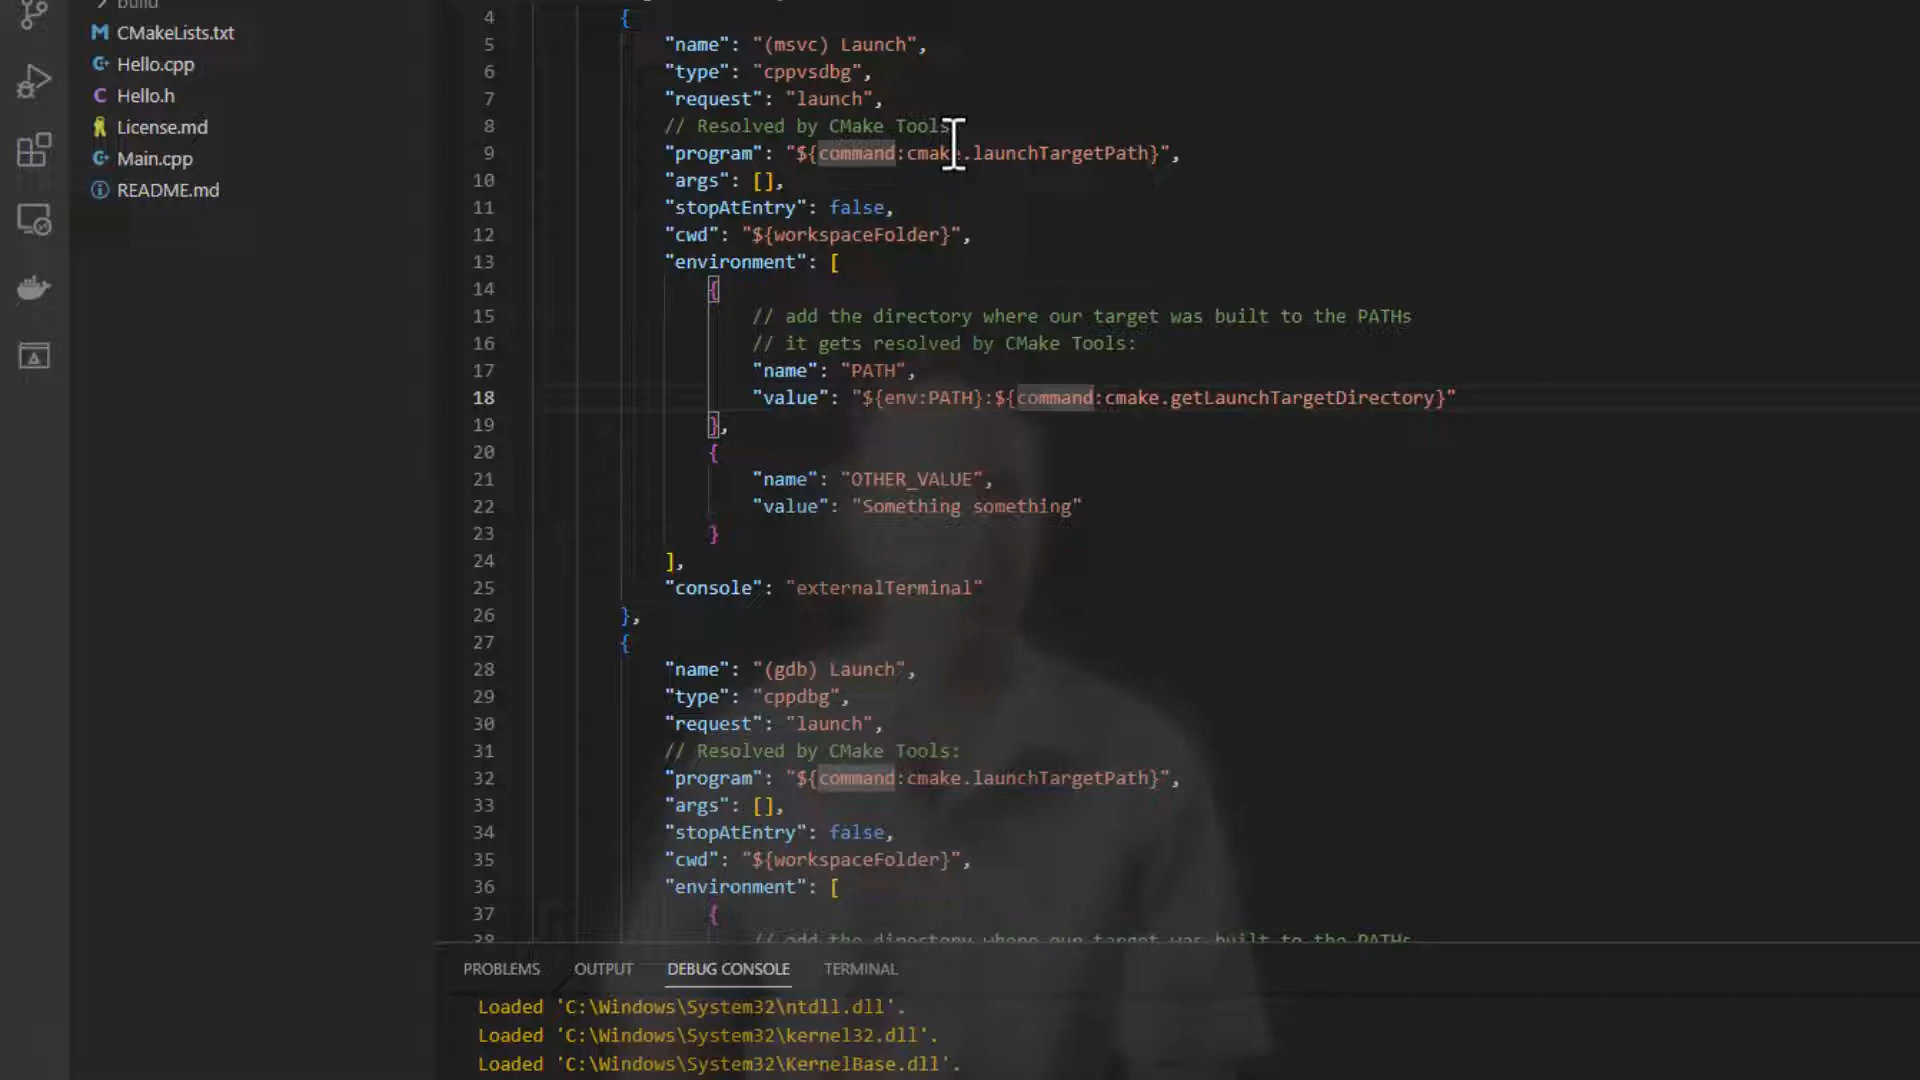 build
CMakeLists.txt
Hello.cpp
Hello.h
License.md
Main.cpp
README.md
4 {
5 "name": "(msvc) Launch",
6 "type": "cppvsdbg",
7 "request": "launch",
8 // Resolved by CMake Tools
9 "program": "${command:cmake.launchTargetPath}",
10 "args": [],
11 "stopAtEntry": false,
12 "cwd": "${workspaceFolder}",
13 "environment": [
14 {
15 // add the directory where our target was built to the PATHs
16 // it gets resolved by CMake Tools:
17 "name": "PATH",
18 "value": "${env:PATH}:${command:cmake.getLaunchTargetDirectory}"
19 },
20 {
21 "name": "OTHER_VALUE",
22 "value": "Something something"
23 }
24 ],
25 "console": "externalTerminal"
26 },
27 {
28 "name": "(gdb) Launch",
29 "type": "cppdbg",
30 "request": "launch",
31 // Resolved by CMake Tools:
32 "program": "${command:cmake.launchTargetPath}",
33 "args": [],
34 "stopAtEntry": false,
35 "cwd": "${workspaceFolder}",
36 "environment": [
37 {
38 // add the directory where our target was built to the PATHs
PROBLEMS OUTPUT DEBUG CONSOLE TERMINAL
Loaded 'C:\Windows\System32\ntdll.dll'.
Loaded 'C:\Windows\System32\kernel32.dll'.
Loaded 'C:\Windows\System32\KernelBase.dll'.